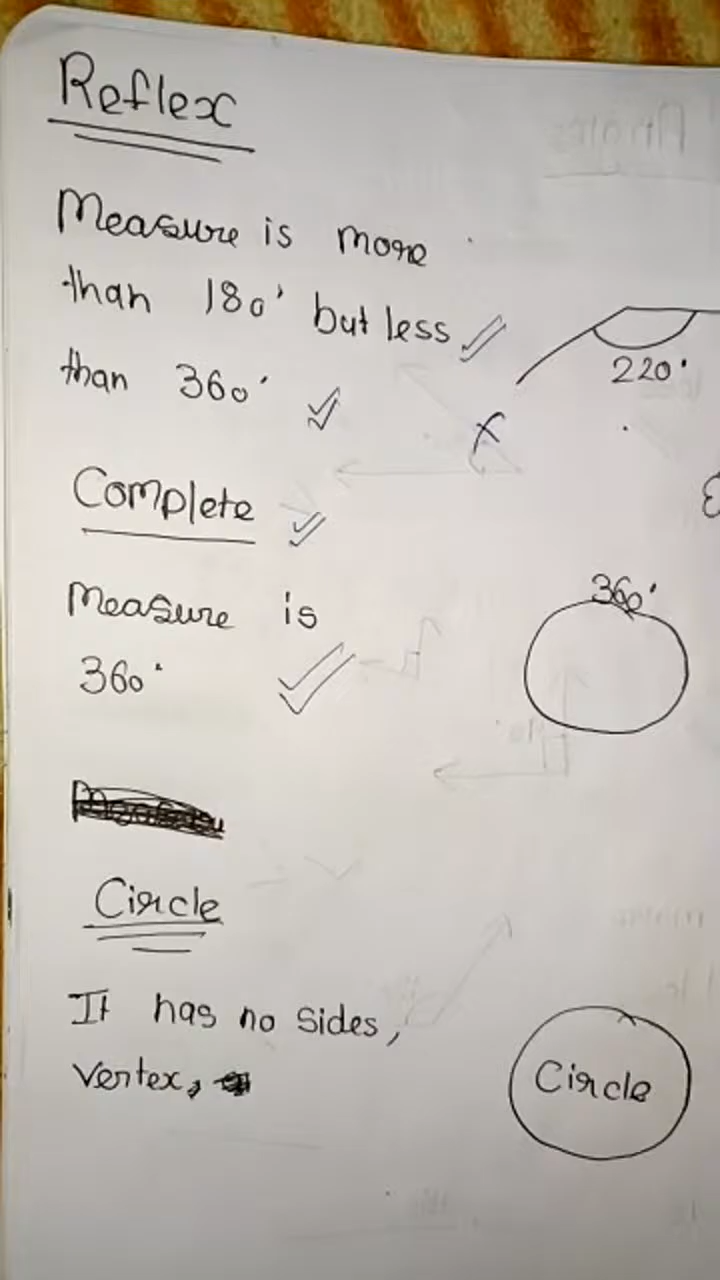 Reflex
Measure is more
than 180° but less
than 360°
220°
Complete
Measure is
360°
360°
Circle
It has no sides,
vertex,
Circle